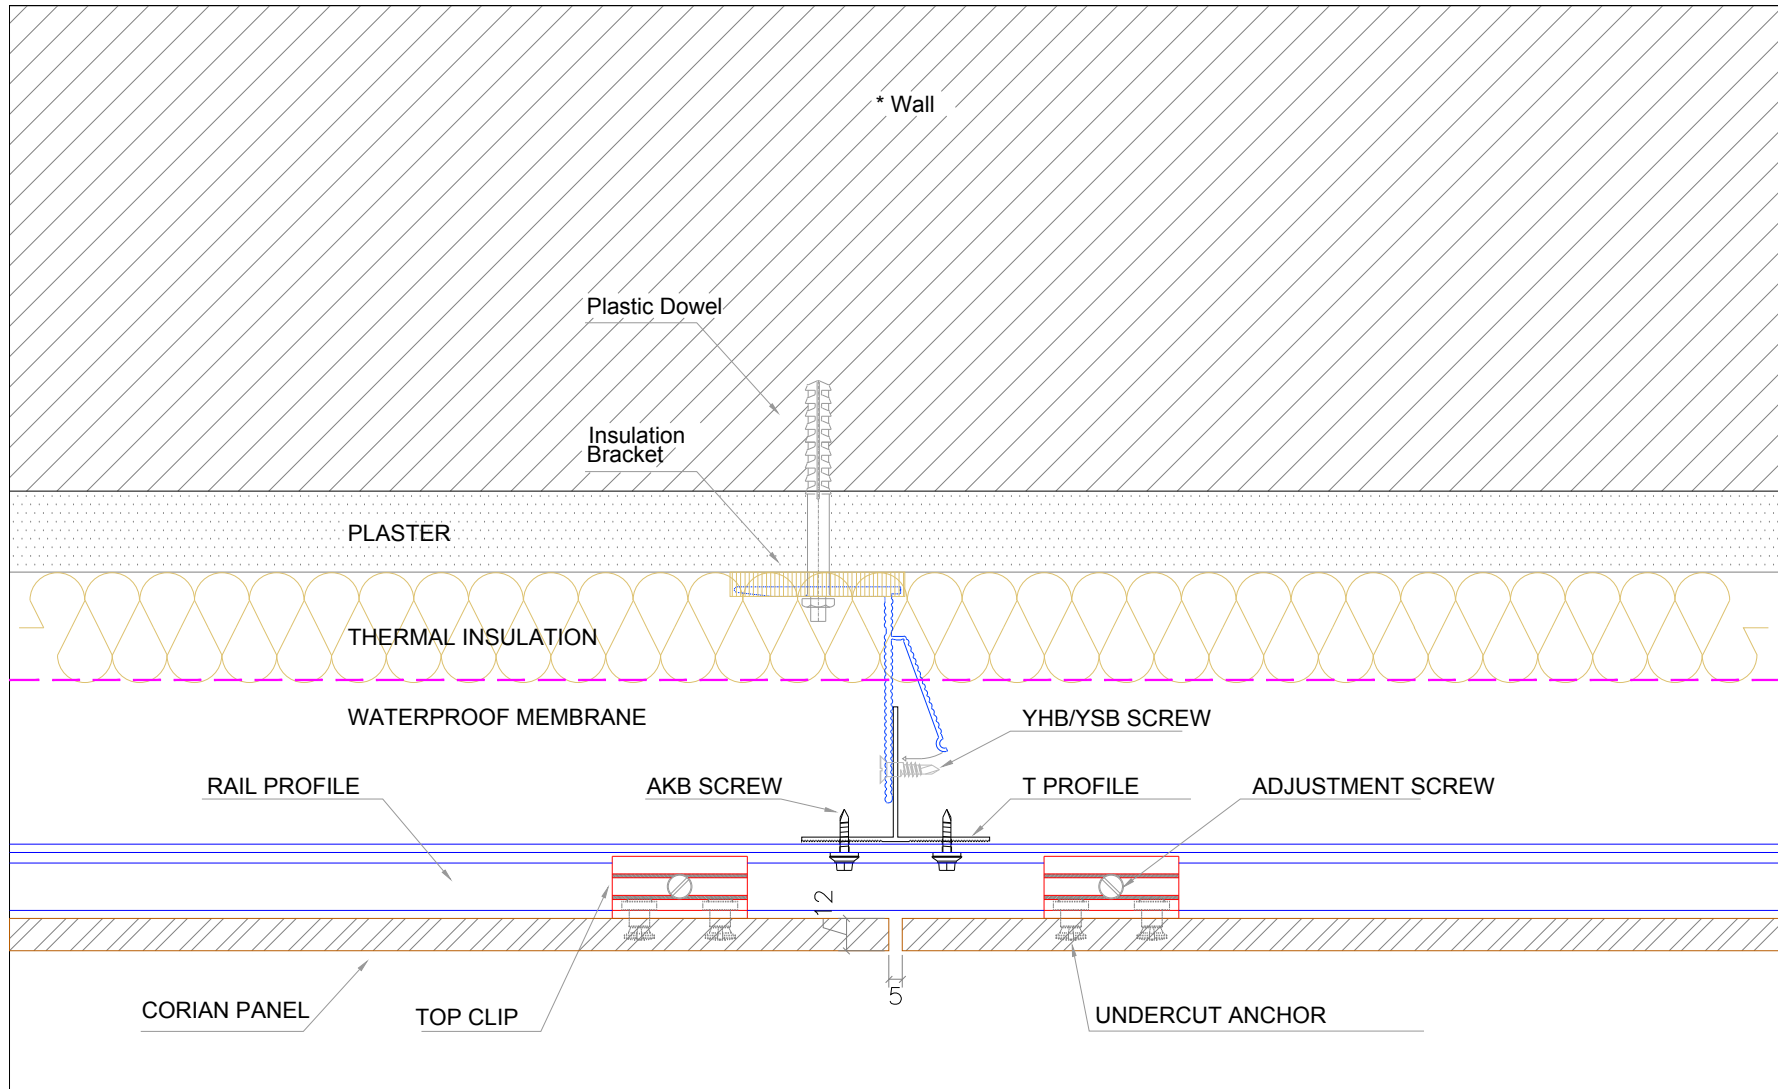 * Wall
Plastic Dowel
Insulation
Bracket
PLASTER
THERMAL INSULATION
WATERPROOF MEMBRANE
YHB/YSB SCREW
RAIL PROFILE
AKB SCREW
T PROFILE
ADJUSTMENT SCREW
12
5
CORIAN PANEL
TOP CLIP
UNDERCUT ANCHOR